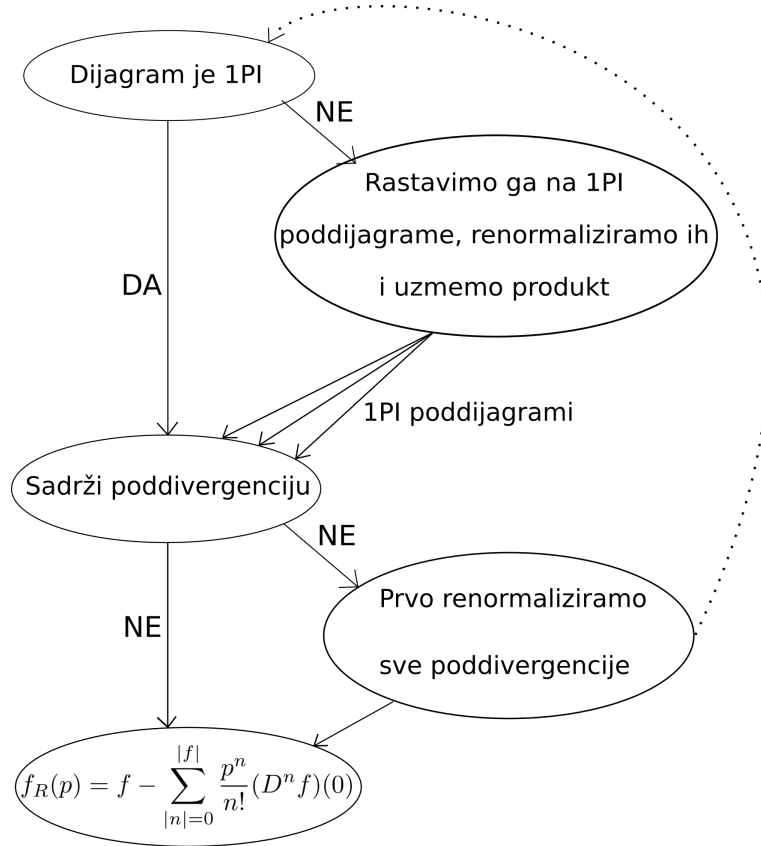 Dijagram je 1PI
NE
Rastavimo ga na 1PI
poddijagrame, renormaliziramo ih
i uzmemo produkt
DA
1PI poddijagrami
Sadrži poddivergenciju
NE
Prvo renormaliziramo
sve poddivergencije
NE
f_R(p) = f - \sum_{|n|=0}^{|f|} \frac{p^n}{n!}(D^n f)(0)